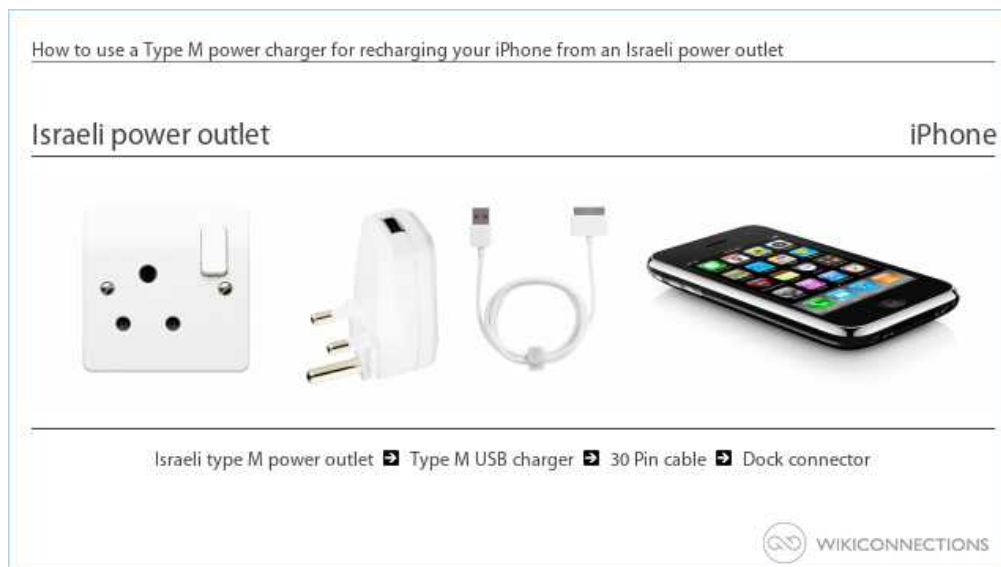 How to use a Type M power charger for recharging your iPhone from an Israeli power outlet
Israeli power outlet iPhone
Israeli type M power outlet ➔ Type M USB charger ➔ 30 Pin cable ➔ Dock connector
WIKICONNECTIONS